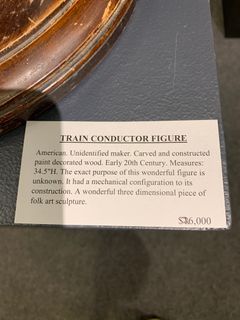 TRAIN CONDUCTOR FIGURE
American. Unidentified maker. Carved and constructed
paint decorated wood. Early 20th Century. Measures:
34.5"H. The exact purpose of this wonderful figure is
unknown. It had a mechanical configuration to its
construction. A wonderful three dimensional piece of
folk art sculpture.